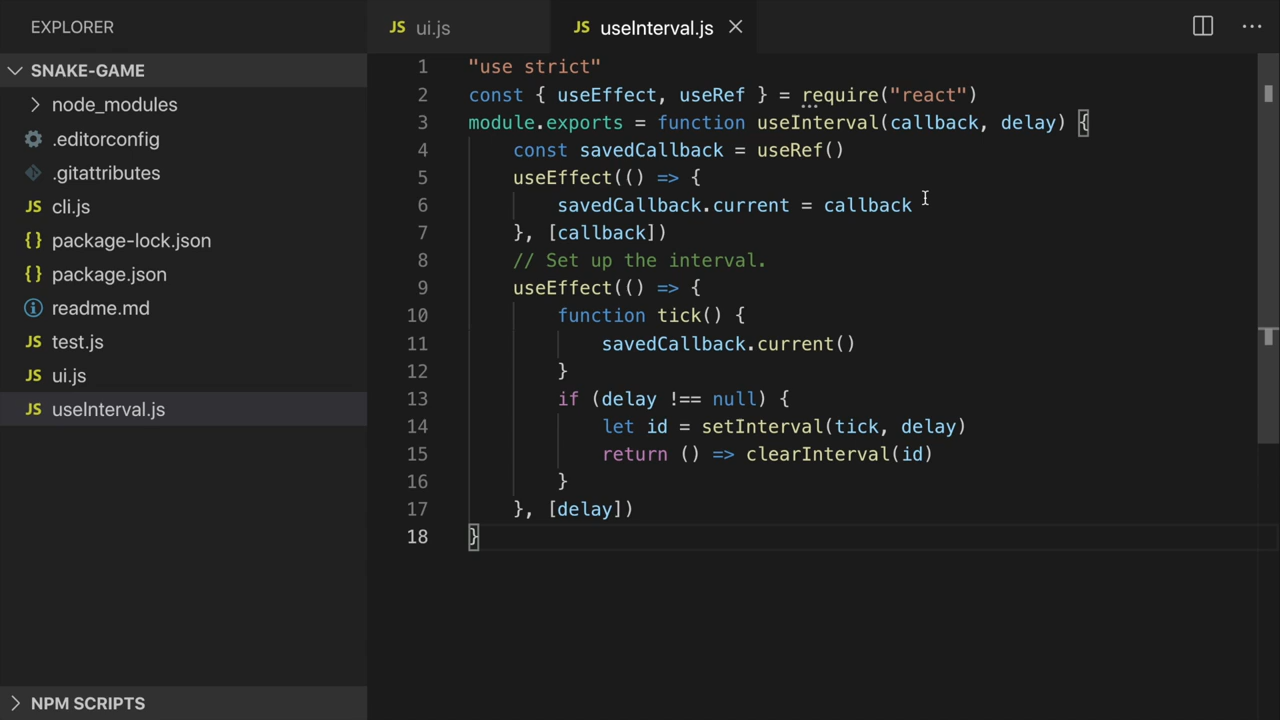 EXPLORER
SNAKE-GAME
node_modules
.editorconfig
.gitattributes
JS cli.js
{} package-lock.json
{} package.json
readme.md
JS test.js
JS ui.js
JS useInterval.js
NPM SCRIPTS
JS ui.js
JS useInterval.js
1 "use strict"
2 const { useEffect, useRef } = require("react")
3 module.exports = function useInterval(callback, delay) {
4 const savedCallback = useRef()
5 useEffect(() => {
6 savedCallback.current = callback
7 }, [callback])
8 // Set up the interval.
9 useEffect(() => {
10 function tick() {
11 savedCallback.current()
12 }
13 if (delay !== null) {
14 let id = setInterval(tick, delay)
15 return () => clearInterval(id)
16 }
17 }, [delay])
18 }